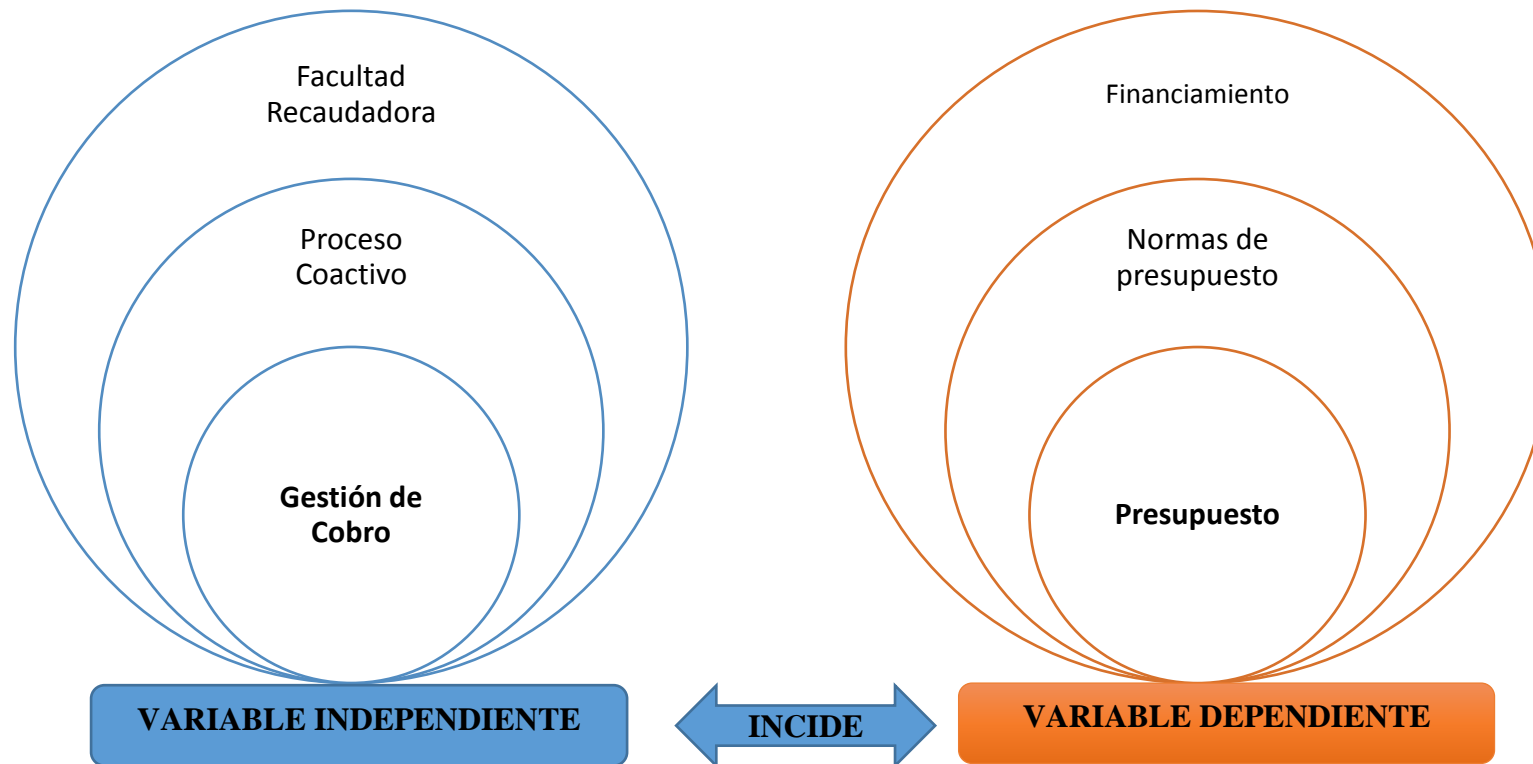 Facultad
Recaudadora
Proceso
Coactivo
Gestión de
Cobro
Financiamiento
Normas de
presupuesto
Presupuesto
VARIABLE INDEPENDIENTE
INCIDE
VARIABLE DEPENDIENTE